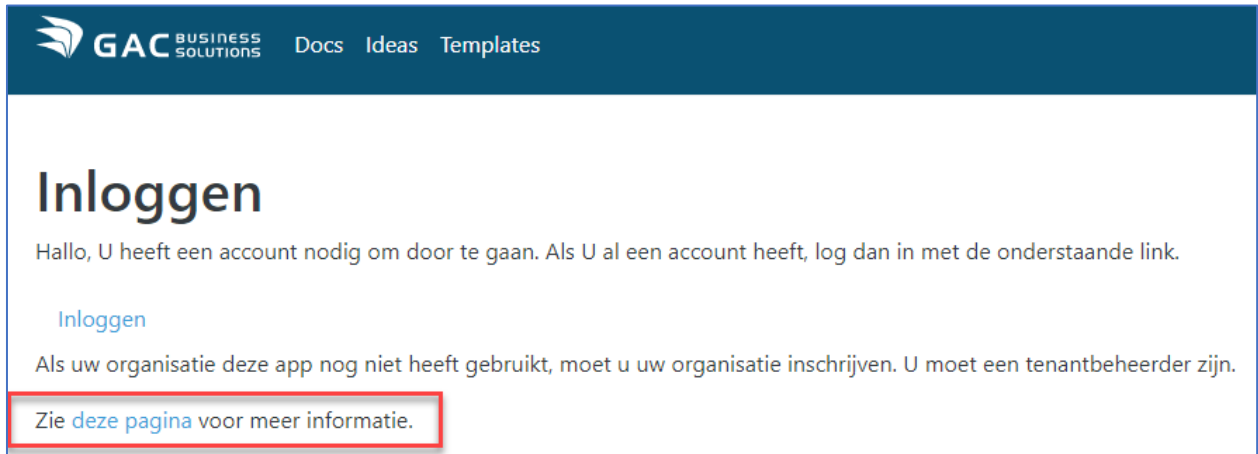 GAC BUSINESS SOLUTIONS Docs Ideas Templates
Inloggen
Hallo, U heeft een account nodig om door te gaan. Als U al een account heeft, log dan in met de onderstaande link.
Inloggen
Als uw organisatie deze app nog niet heeft gebruikt, moet u uw organisatie inschrijven. U moet een tenantbeheerder zijn.
Zie deze pagina voor meer informatie.